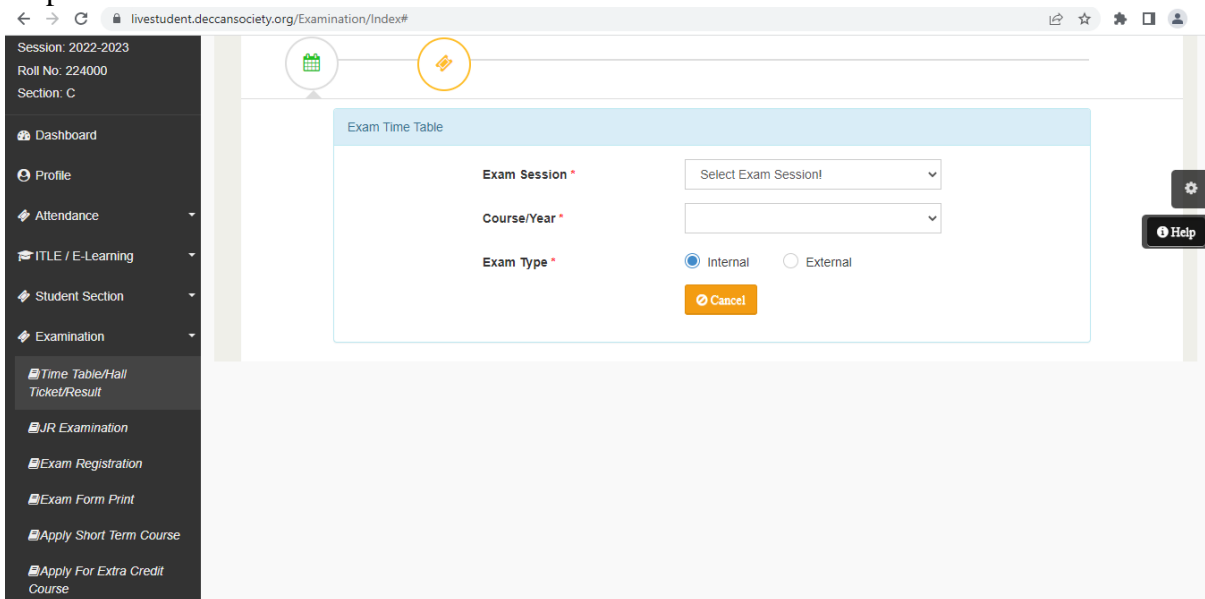 livestudent.deccansociety.org/Examination/Index#
Session: 2022-2023
Roll No: 224000
Section: C
Dashboard
Profile
Attendance
ITLE / E-Learning
Student Section
Examination
Time Table/Hall
Ticket/Result
JR Examination
Exam Registration
Exam Form Print
Apply Short Term Course
Apply For Extra Credit
Course
Exam Time Table
Exam Session *
Select Exam Session!
Course/Year *
Exam Type *
Internal
External
Cancel
Help